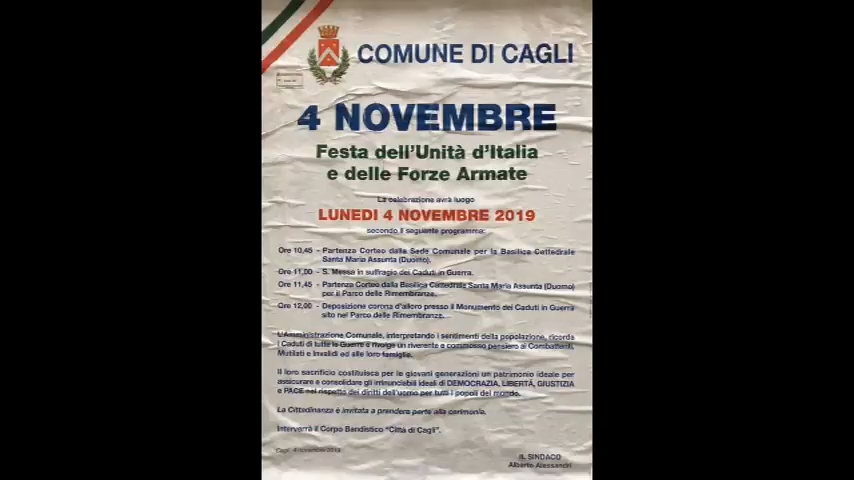 COMUNE DI CAGLI
4 NOVEMBRE
Festa dell'Unità d'Italia
e delle Forze Armate
La celebrazione avrà luogo
LUNEDI 4 NOVEMBRE 2019
secondo il seguente programma:
Ore 10,45 - Partenza Corteo dalla Sede Comunale per la Basilica Cattedrale
Santa Maria Assunta (Duomo).
Ore 11,00 - S. Messa in suffragio dei Caduti in Guerra.
Ore 11,45 - Partenza Corteo dalla Basilica Cattedrale Santa Maria Assunta (Duomo)
per il Parco delle Rimembranze.
Ore 12,00 - Deposizione corona d'alloro presso il Monumento dei Caduti in Guerra
sito nel Parco delle Rimembranze.
L'Amministrazione Comunale, interpretando i sentimenti della popolazione, ricorda
i Caduti di tutte le Guerre e rivolge un riverente e commosso pensiero ai Combattenti,
Mutilati e Invalidi ed alle loro famiglie.
Il loro sacrificio costituisca per le giovani generazioni un patrimonio ideale per
assicurare e consolidare gli irrinunciabili ideali di DEMOCRAZIA, LIBERTÀ, GIUSTIZIA
e PACE nel rispetto dei diritti dell'uomo per tutti i popoli del mondo.
La Cittadinanza è invitata a prendere parte alla cerimonia.
Interverrà il Corpo Bandistico "Città di Cagli".
Cagli, 4 novembre 2019
IL SINDACO
Alberto Alessandri